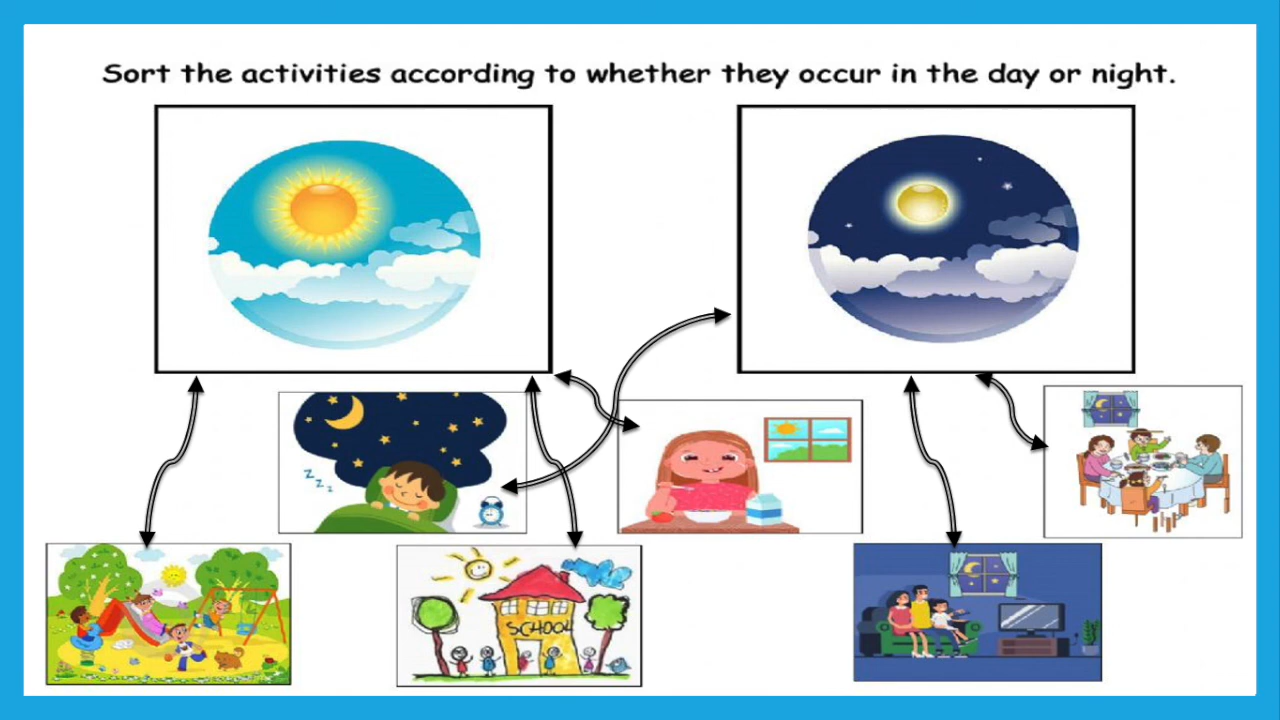 Sort the activities according to whether they occur in the day or night.
z z z z
SCHOOL